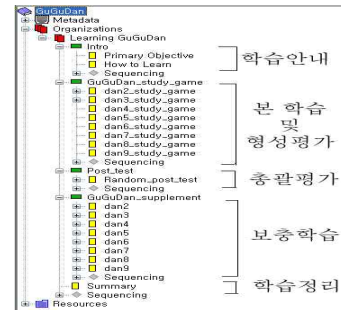 GuGuDan
Metadata
Organizations
Learning GuGuDan
Intro
Primary Objective
How to Learn
Sequencing
학습안내
GuGuDan_study_game
dan2_study_game
dan3_study_game
dan4_study_game
dan5_study_game
dan6_study_game
dan7_study_game
dan8_study_game
dan9_study_game
Sequencing
본 학습
및
형성평가
Post_test
Random_post_test
Sequencing
총괄평가
GuGuDan_supplement
dan2
dan3
dan4
dan5
dan6
dan7
dan8
dan9
Sequencing
보충학습
Summary
Sequencing
학습정리
Resources